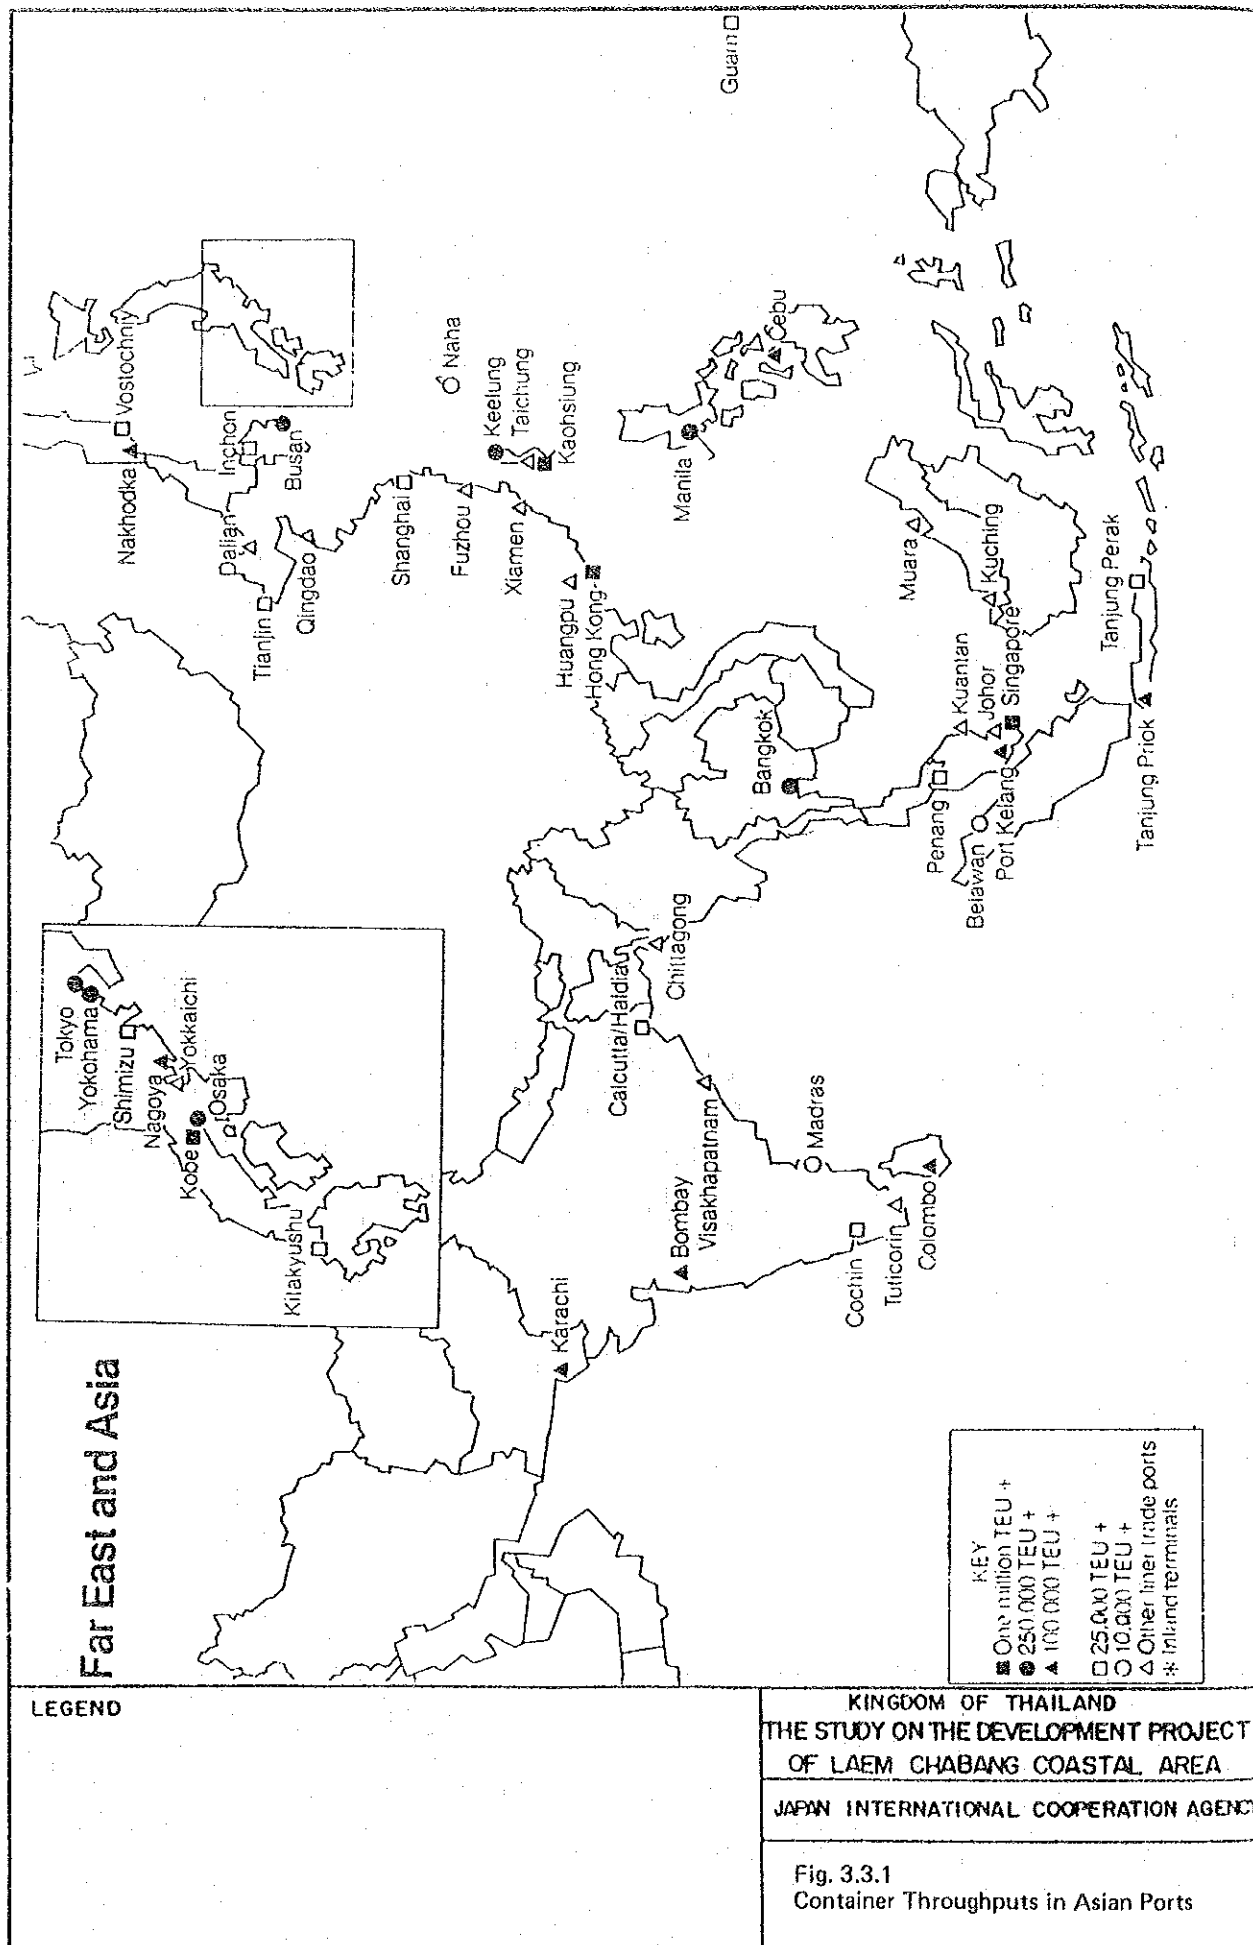 Far East and Asia
Tokyo
Yokohama
Shimizu
Nagoya
Yokkaichi
Kobe
Osaka
Kitakyushu
Nakhodka
Vostochniy
Inchon
Busan
Dalian
Tianjin
Qingdao
Shanghai
Fuzhou
Xiamen
Naha
Keelung
Taichung
Kaohsiung
Huangpu
Hong Kong
Guam
Manila
Cebu
Bangkok
Muara
Kuching
Kuantan
Johor
Singapore
Penang
Belawan
Port Kelang
Tanjung Perak
Tanjung Priok
Chittagong
Calcutta/Haldia
Visakhapatnam
Madras
Bombay
Karachi
Cochin
Tuticorin
Colombo
KEY
■ One million TEU +
● 250.000 TEU +
▲ 100.000 TEU +
□ 25,000 TEU +
○ 10,000 TEU +
△ Other liner trade ports
* Inland terminals
LEGEND
KINGDOM OF THAILAND
THE STUDY ON THE DEVELOPMENT PROJECT
OF LAEM CHABANG COASTAL AREA
JAPAN INTERNATIONAL COOPERATION AGENC
Fig. 3.3.1
Container Throughputs in Asian Ports